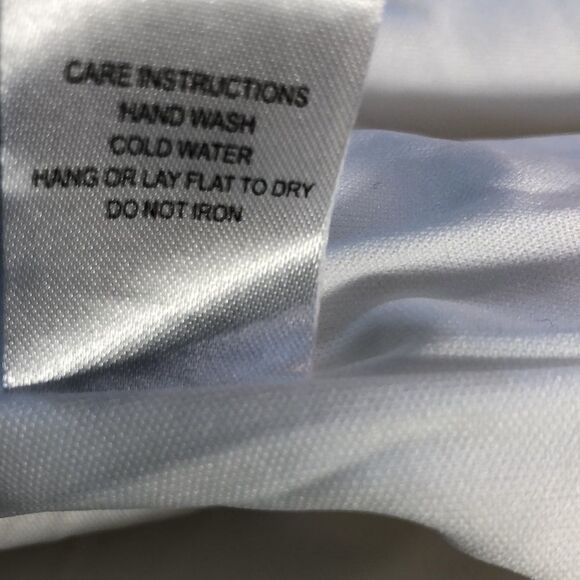 CARE INSTRUCTIONS
HAND WASH
COLD WATER
HANG OR LAY FLAT TO DRY
DO NOT IRON